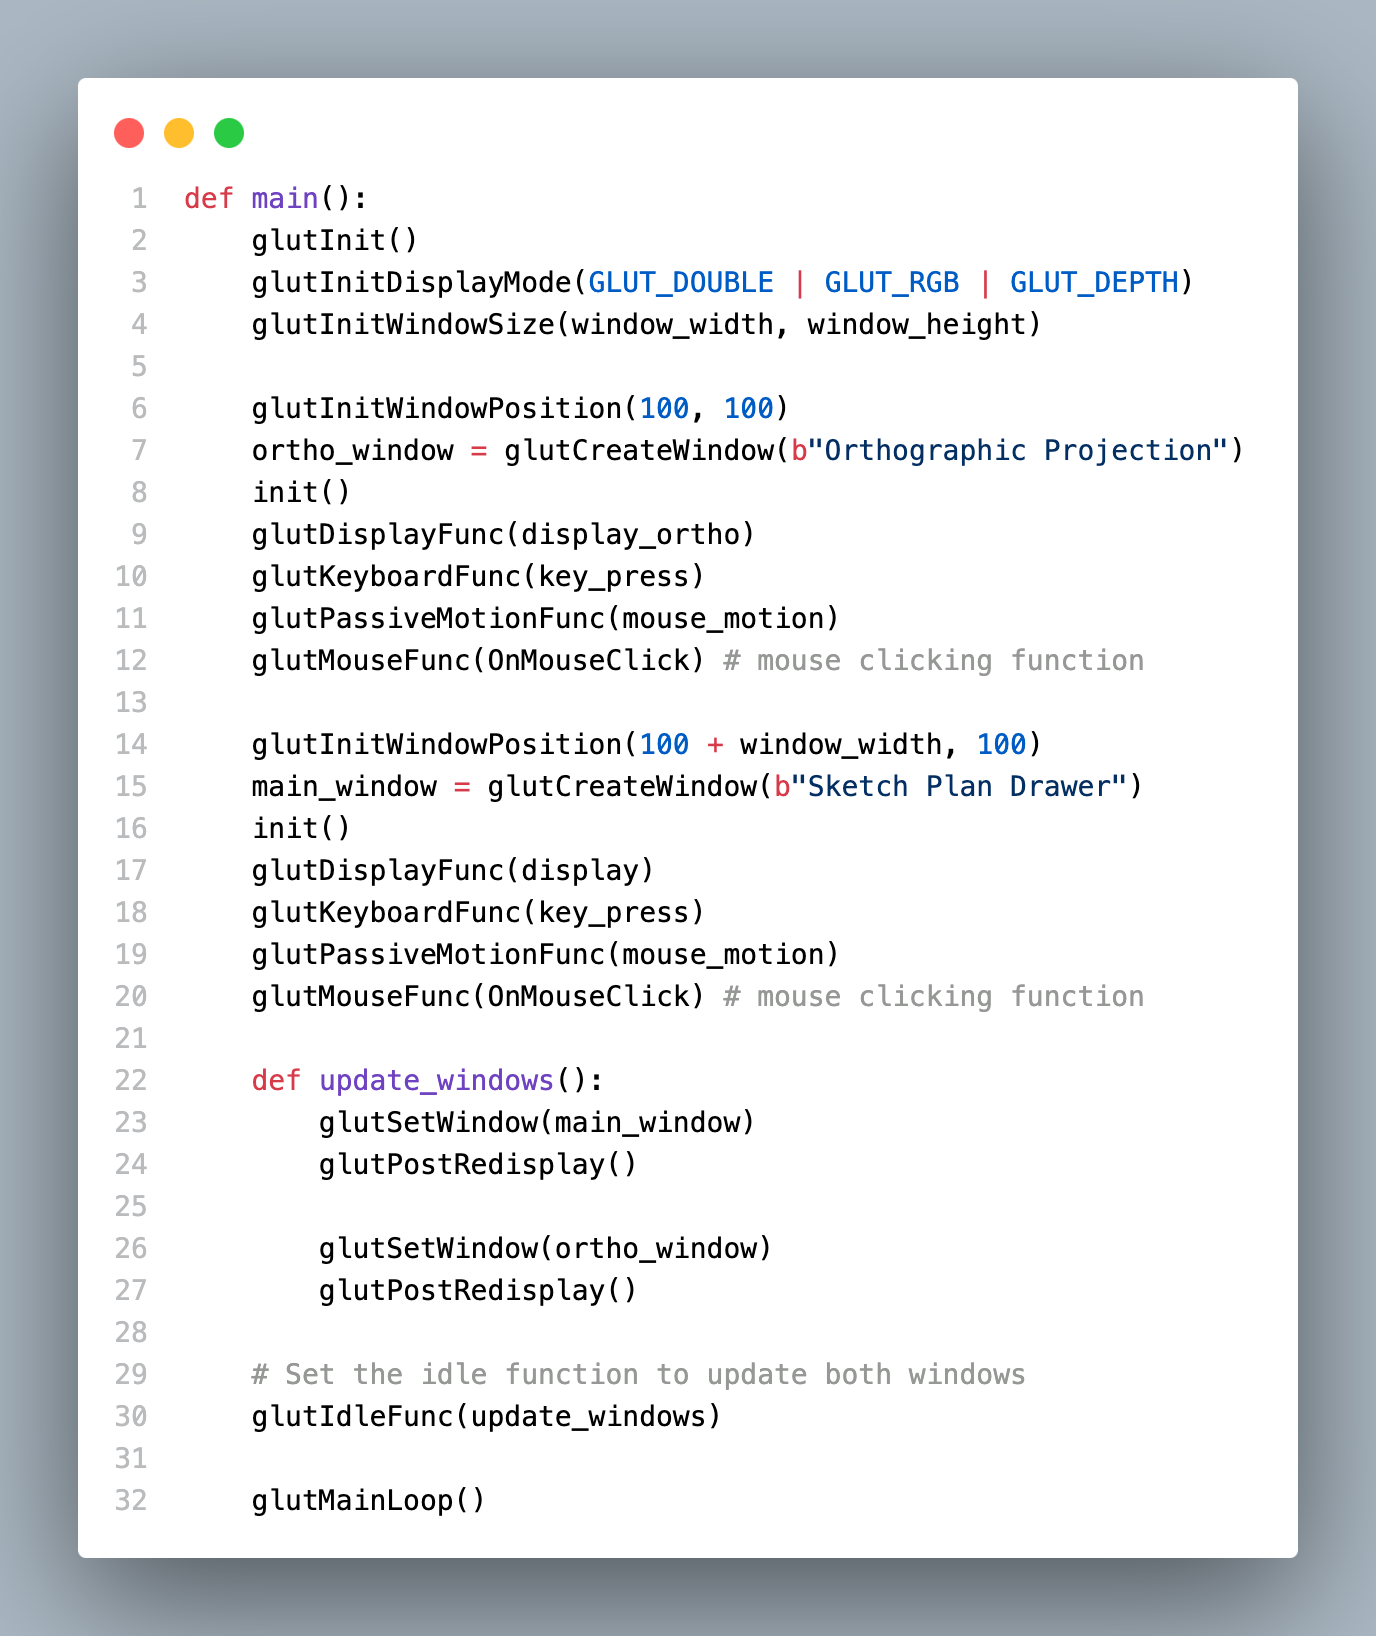 1 def main():
2     glutInit()
3     glutInitDisplayMode(GLUT_DOUBLE | GLUT_RGB | GLUT_DEPTH)
4     glutInitWindowSize(window_width, window_height)
5
6     glutInitWindowPosition(100, 100)
7     ortho_window = glutCreateWindow(b"Orthographic Projection")
8     init()
9     glutDisplayFunc(display_ortho)
10     glutKeyboardFunc(key_press)
11     glutPassiveMotionFunc(mouse_motion)
12     glutMouseFunc(OnMouseClick) # mouse clicking function
13
14     glutInitWindowPosition(100 + window_width, 100)
15     main_window = glutCreateWindow(b"Sketch Plan Drawer")
16     init()
17     glutDisplayFunc(display)
18     glutKeyboardFunc(key_press)
19     glutPassiveMotionFunc(mouse_motion)
20     glutMouseFunc(OnMouseClick) # mouse clicking function
21
22     def update_windows():
23         glutSetWindow(main_window)
24         glutPostRedisplay()
25
26         glutSetWindow(ortho_window)
27         glutPostRedisplay()
28
29     # Set the idle function to update both windows
30     glutIdleFunc(update_windows)
31
32     glutMainLoop()